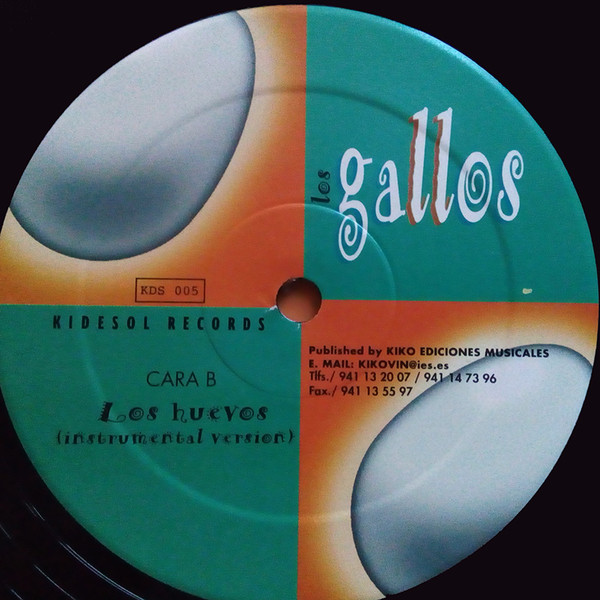 los
gallos
KDS 005
KIDESOL RECORDS
CARA B
Los huevos
(instrumental version)
Published by KIKO EDICIONES MUSICALES
E. MAIL: KIKOVIN@ies.es
Tlfs./ 941 13 20 07 / 941 14 73 96
Fax./ 941 13 55 97